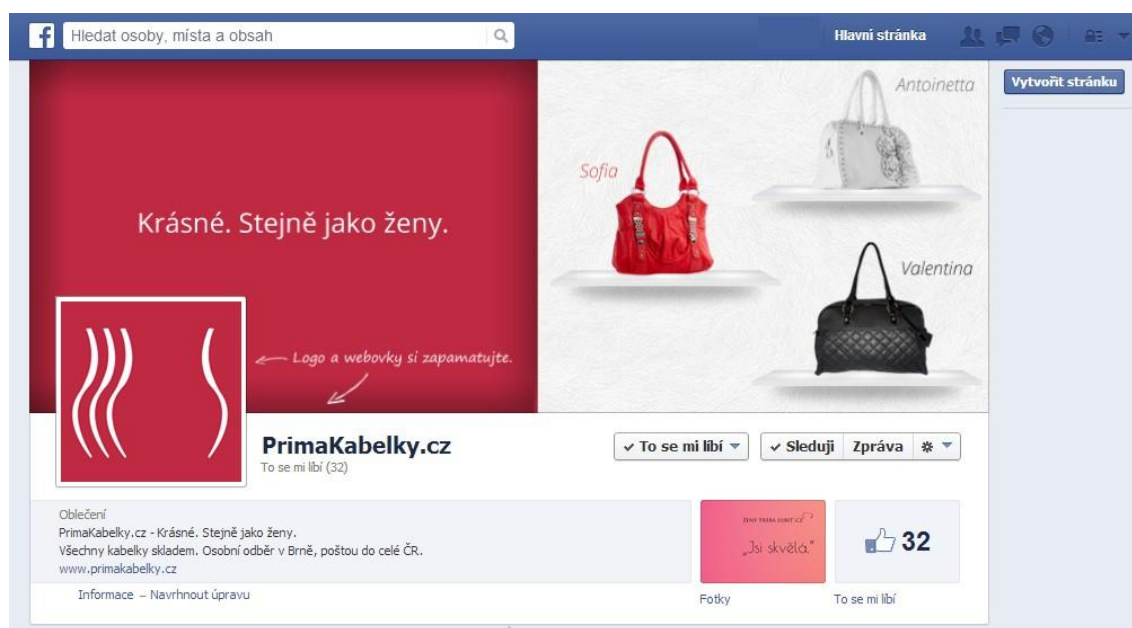 f
Hledat osoby, místa a obsah
Hlavní stránka
Vytvořit stránku
Antoinetta
Sofia
Krásné. Stejně jako ženy.
Valentina
Logo a webovky si zapamatujte.
PrimaKabelky.cz
To se mi líbí (32)
To se mi líbí
Sleduji
Zpráva
Oblečení
PrimaKabelky.cz - Krásné. Stejně jako ženy.
Všechny kabelky skladem. Osobní odběr v Brně, poštou do celé ČR.
www.primakabelky.cz
„Jsi skvělá."
32
Informace – Navrhnout úpravu
Fotky
To se mi líbí